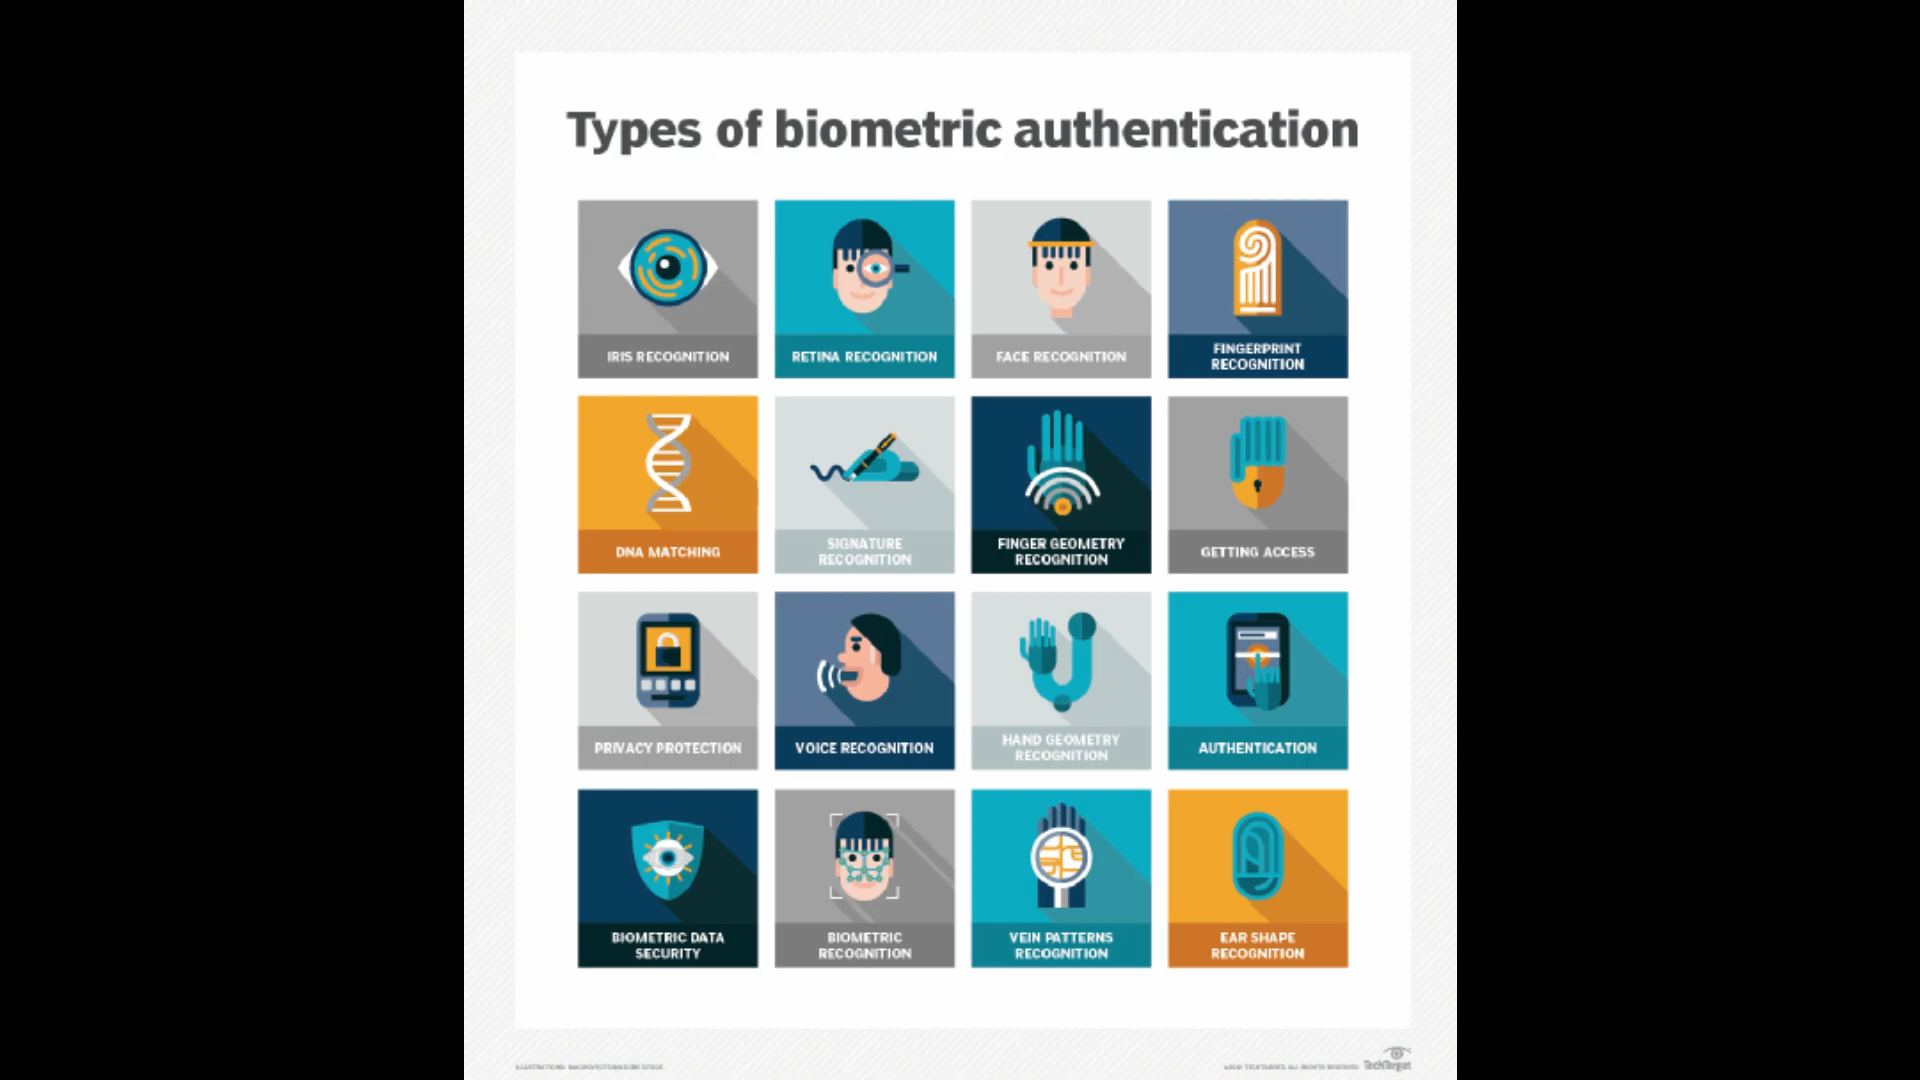 Types of biometric authentication
IRIS RECOGNITION
RETINA RECOGNITION
FACE RECOGNITION
FINGERPRINT
RECOGNITION
DNA MATCHING
SIGNATURE
RECOGNITION
FINGER GEOMETRY
RECOGNITION
GETTING ACCESS
PRIVACY PROTECTION
VOICE RECOGNITION
HAND GEOMETRY
RECOGNITION
AUTHENTICATION
BIOMETRIC DATA
SECURITY
BIOMETRIC
RECOGNITION
VEIN PATTERNS
RECOGNITION
EAR SHAPE
RECOGNITION
TechTarget